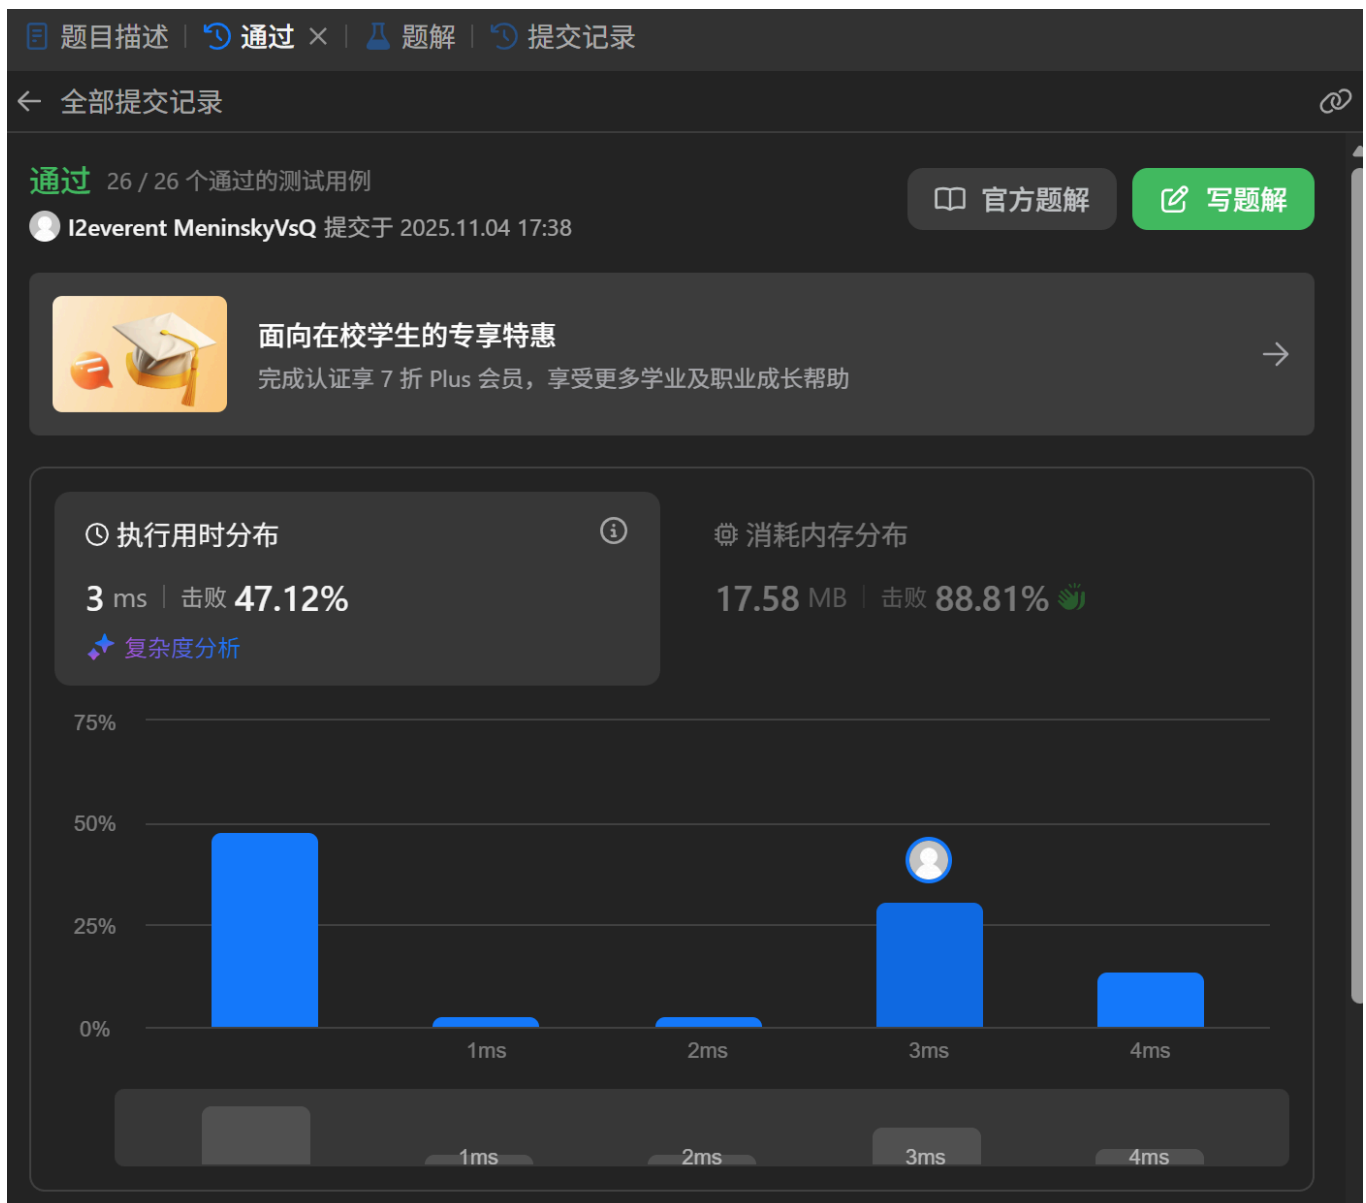 题目描述 通过 题解 提交记录
全部提交记录
通过 26 / 26 个通过的测试用例
官方题解 写题解
I2everent MeninskyVsQ 提交于 2025.11.04 17:38
面向在校学生的专享特惠
完成认证享 7 折 Plus 会员，享受更多学业及职业成长帮助
执行用时分布
3 ms 击败 47.12%
复杂度分析
消耗内存分布
17.58 MB 击败 88.81%
75%
50%
25%
0%
1ms 2ms 3ms 4ms
1ms 2ms 3ms 4ms